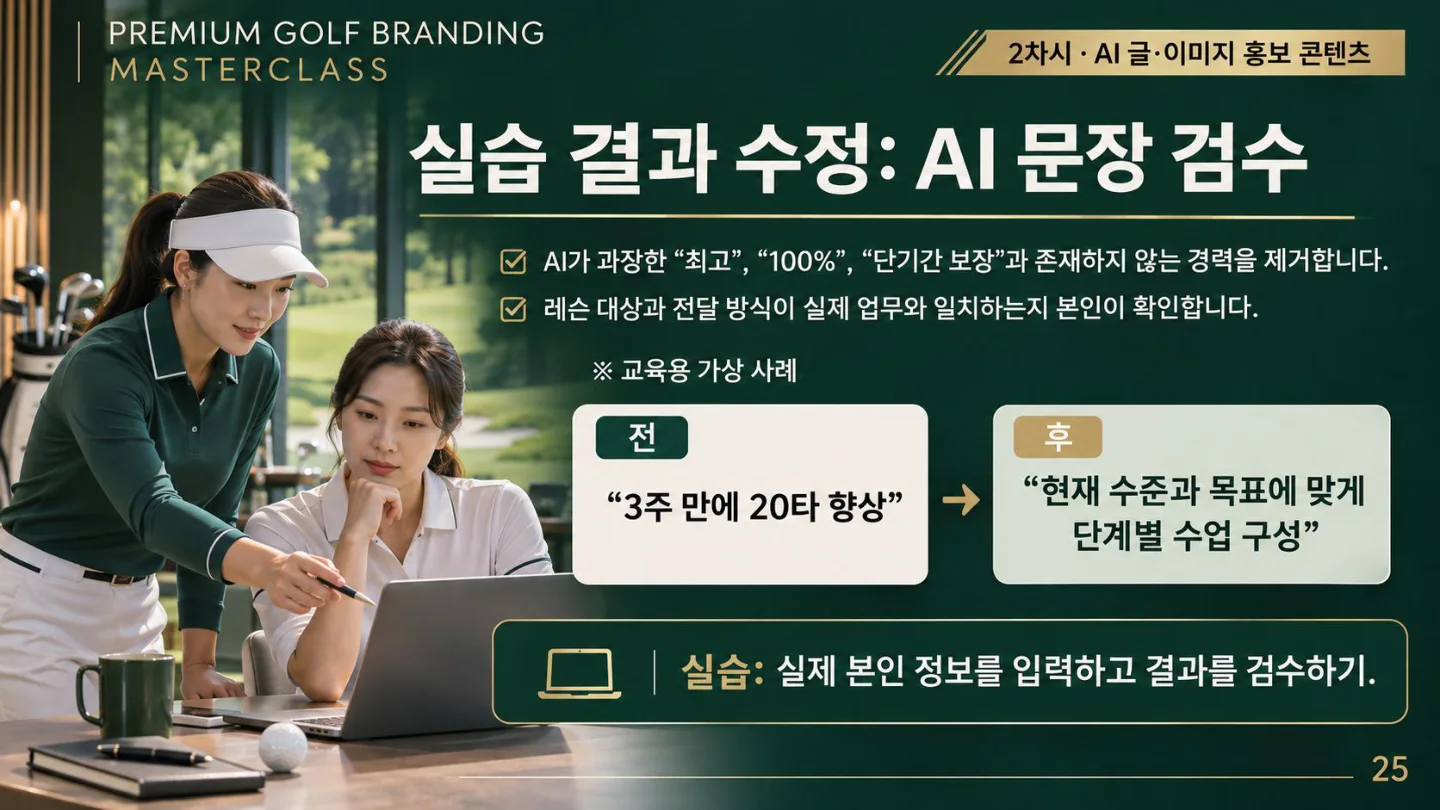 PREMIUM GOLF BRANDING
MASTERCLASS
2차시 · AI 글·이미지 홍보 콘텐츠
실습 결과 수정: AI 문장 검수
AI가 과장한 “최고”, “100%”, “단기간 보장”과 존재하지 않는 경력을 제거합니다.
레슨 대상과 전달 방식이 실제 업무와 일치하는지 본인이 확인합니다.
※ 교육용 가상 사례
전
“3주 만에 20타 향상”
후
“현재 수준과 목표에 맞게
단계별 수업 구성”
실습: 실제 본인 정보를 입력하고 결과를 검수하기.
25